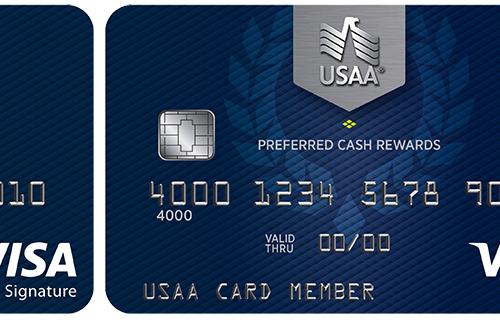 010
VISA
Signature
USAA®
PREFERRED CASH REWARDS
4000 1234 5678 90
4000
VALID THRU 00/00
USAA CARD MEMBER
V